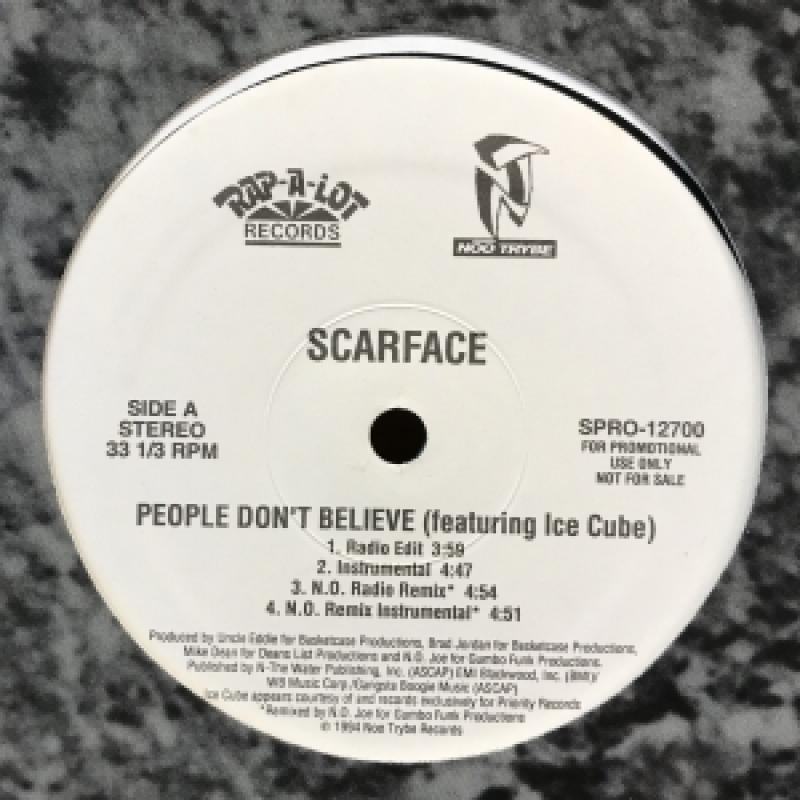 RAP-A-LOT
RECORDS
NOO TRYBE
SCARFACE
SIDE A
STEREO
33 1/3 RPM
SPRO-12700
FOR PROMOTIONAL
USE ONLY
NOT FOR SALE
PEOPLE DON'T BELIEVE (featuring Ice Cube)
1. Radio Edit 3:59
2. Instrumental 4:47
3. N.O. Radio Remix* 4:54
4. N.O. Remix Instrumental* 4:51
Produced by Uncle Eddie for Basketcase Productions, Brad Jordan for Basketcase Productions,
Mike Dean for Deans List Productions and N.O. Joe for Gumbo Funk Productions.
Published by N-The Water Publishing, Inc. (ASCAP) EMI Blackwood, Inc. (BMI)/
WB Music Corp./Gangsta Boogie Music (ASCAP)
Ice Cube appears courtesy of and records exclusively for Priority Records
*Remixed by N.O. Joe for Gumbo Funk Productions
© 1994 Noo Trybe Records